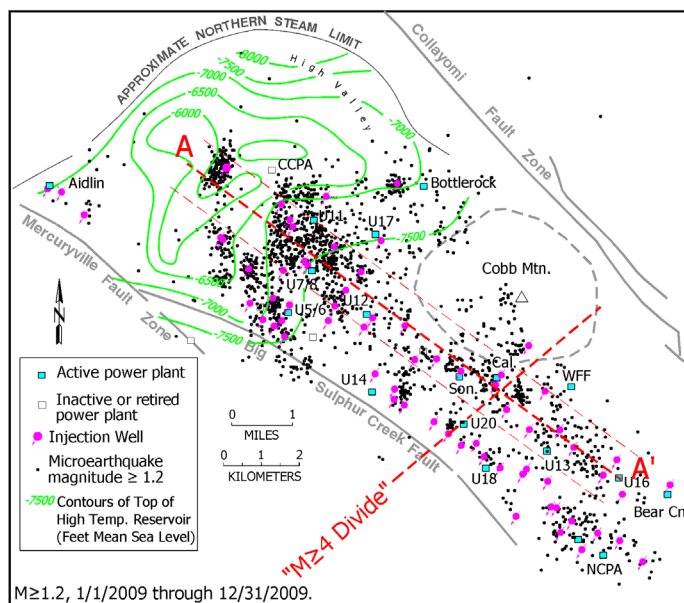 APPROXIMATE NORTHERN STEAM LIMIT
Collayomi Fault Zone
High Valley
-6000
-7500
-7000
-6500
-6000
-7000
A
CCPA
Aidlin
Bottlerock
U11
U17
-7500
Mercuryville Fault Zone
Cobb Mtn.
-6500
U7/8
-7000
U5/6
U12
-7500
Big Sulphur Creek Fault
N
Cal.
U14
Son.
WFF
U20
U13
A'
U18
U16
Bear Cn
NCPA
"M≥4 Divide"
Active power plant
Inactive or retired
power plant
Injection Well
Microearthquake
magnitude ≥ 1.2
-7500 Contours of Top of
High Temp. Reservoir
(Feet Mean Sea Level)
0 1
MILES
0 1 2
KILOMETERS
M≥1.2, 1/1/2009 through 12/31/2009.